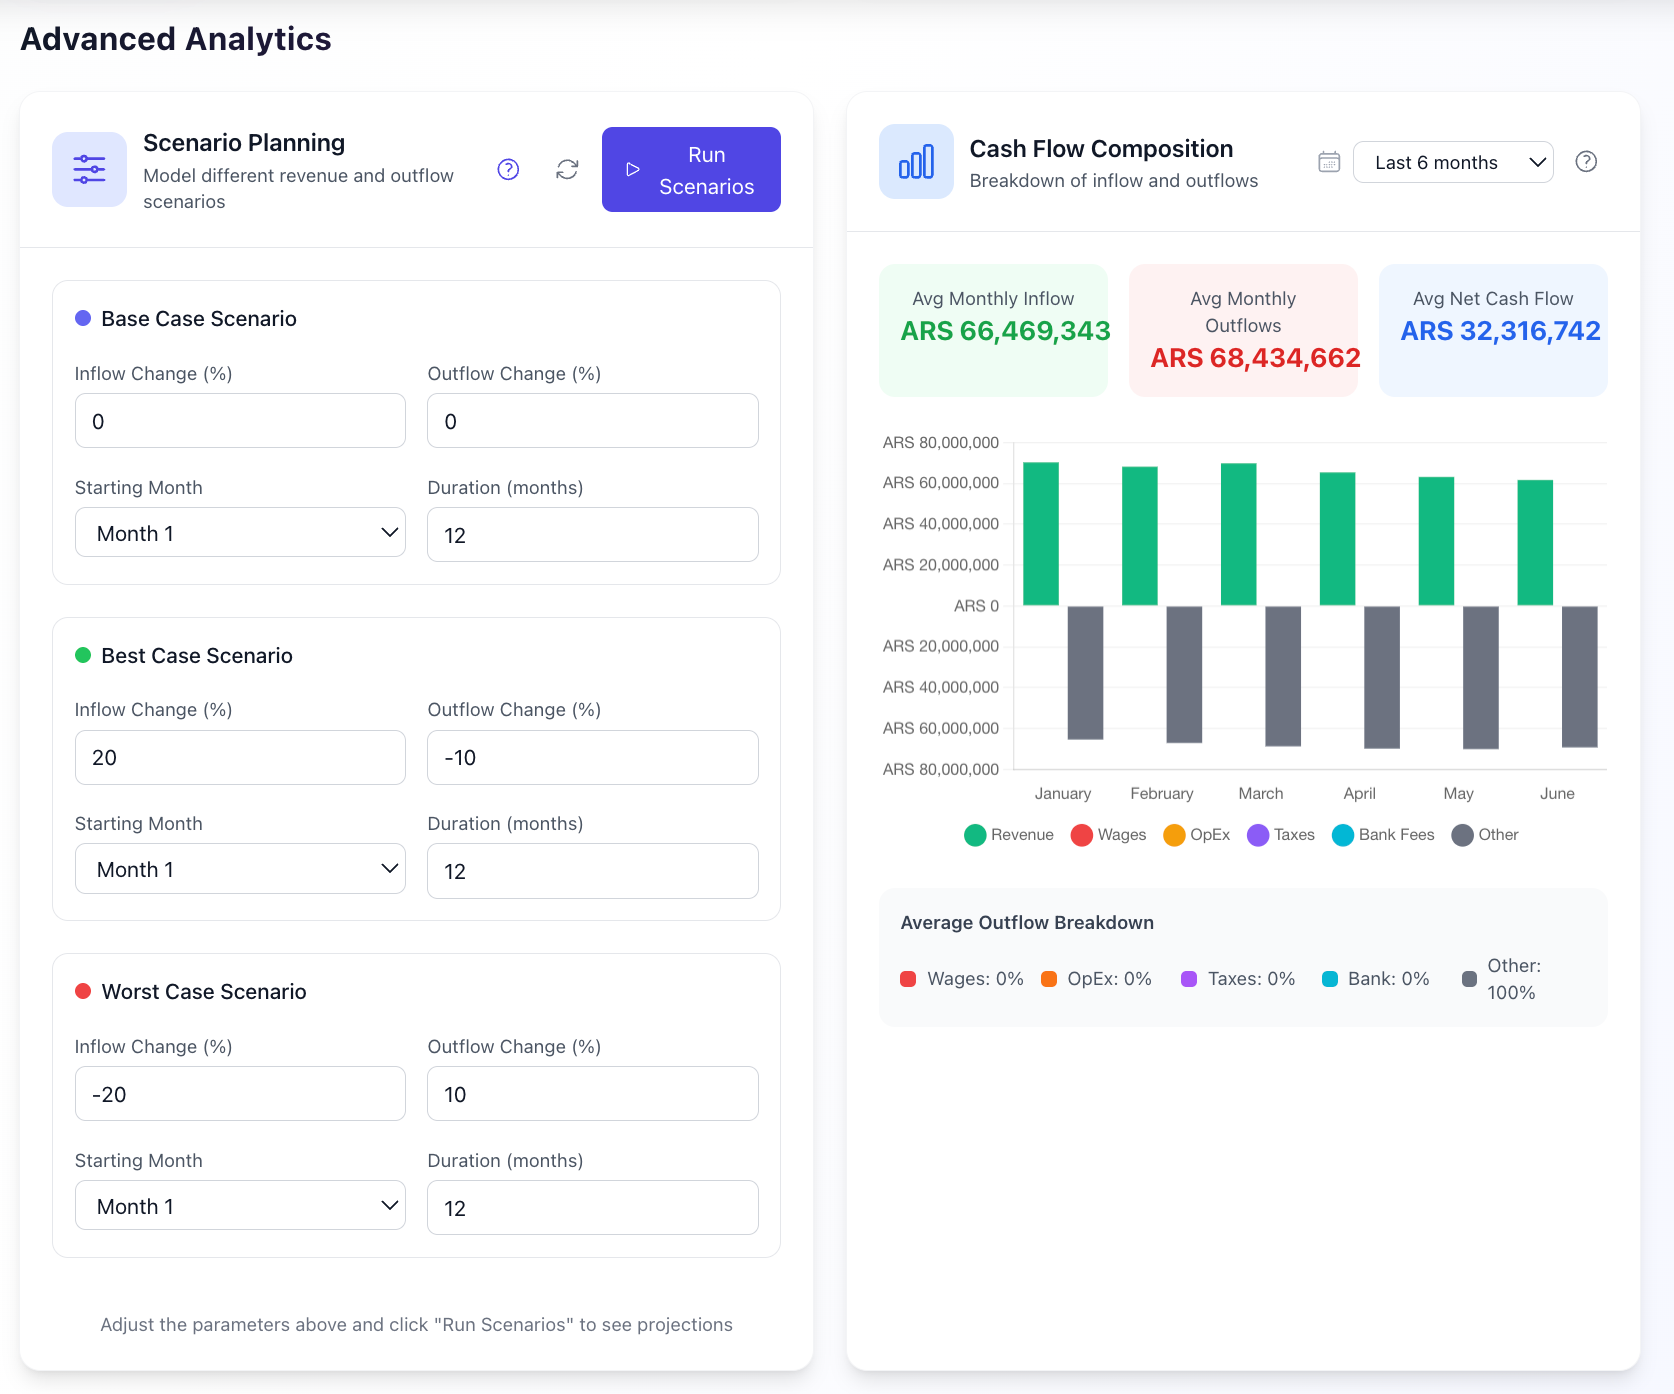 Advanced Analytics
Scenario Planning
Model different revenue and outflow
scenarios
Run
Scenarios
Base Case Scenario
Inflow Change (%)
Outflow Change (%)
0
0
Starting Month
Duration (months)
Month 1
12
Best Case Scenario
Inflow Change (%)
Outflow Change (%)
20
-10
Starting Month
Duration (months)
Month 1
12
Worst Case Scenario
Inflow Change (%)
Outflow Change (%)
-20
10
Starting Month
Duration (months)
Month 1
12
Adjust the parameters above and click "Run Scenarios" to see projections
Cash Flow Composition
Breakdown of inflow and outflows
Last 6 months
Avg Monthly Inflow
ARS 66,469,343
Avg Monthly
Outflows
ARS 68,434,662
Avg Net Cash Flow
ARS 32,316,742
ARS 80,000,000
ARS 60,000,000
ARS 40,000,000
ARS 20,000,000
ARS 0
ARS 20,000,000
ARS 40,000,000
ARS 60,000,000
ARS 80,000,000
January February March April May June
Revenue Wages OpEx Taxes Bank Fees Other
Average Outflow Breakdown
Wages: 0% OpEx: 0% Taxes: 0% Bank: 0% Other:
100%